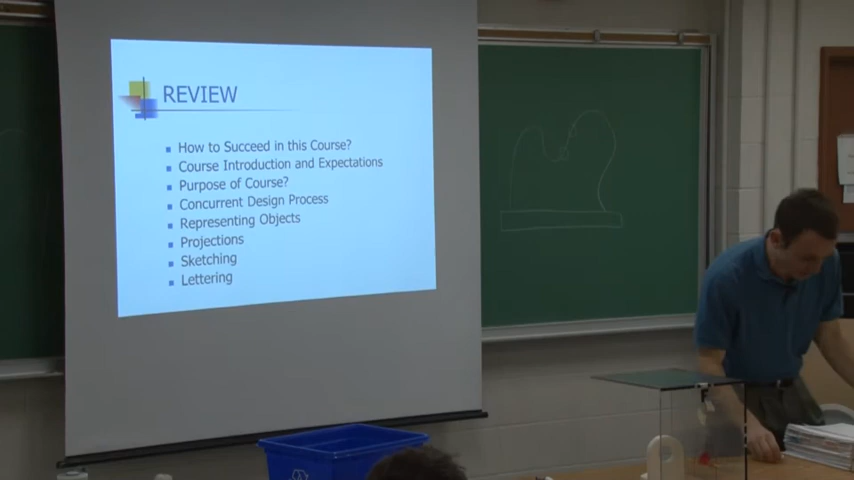 REVIEW
How to Succeed in this Course?
Course Introduction and Expectations
Purpose of Course?
Concurrent Design Process
Representing Objects
Projections
Sketching
Lettering